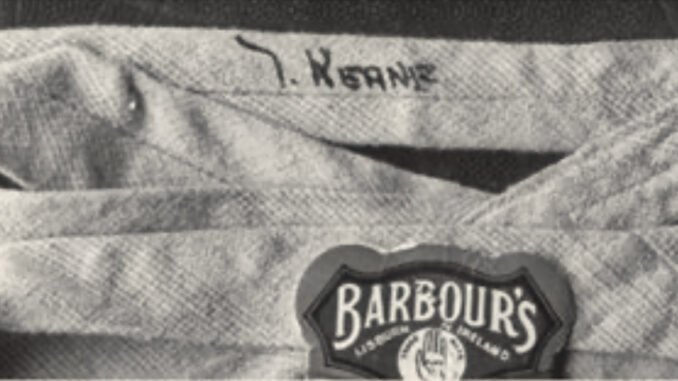 T. KEANE
BARBOUR'S
LISBURN IRELAND